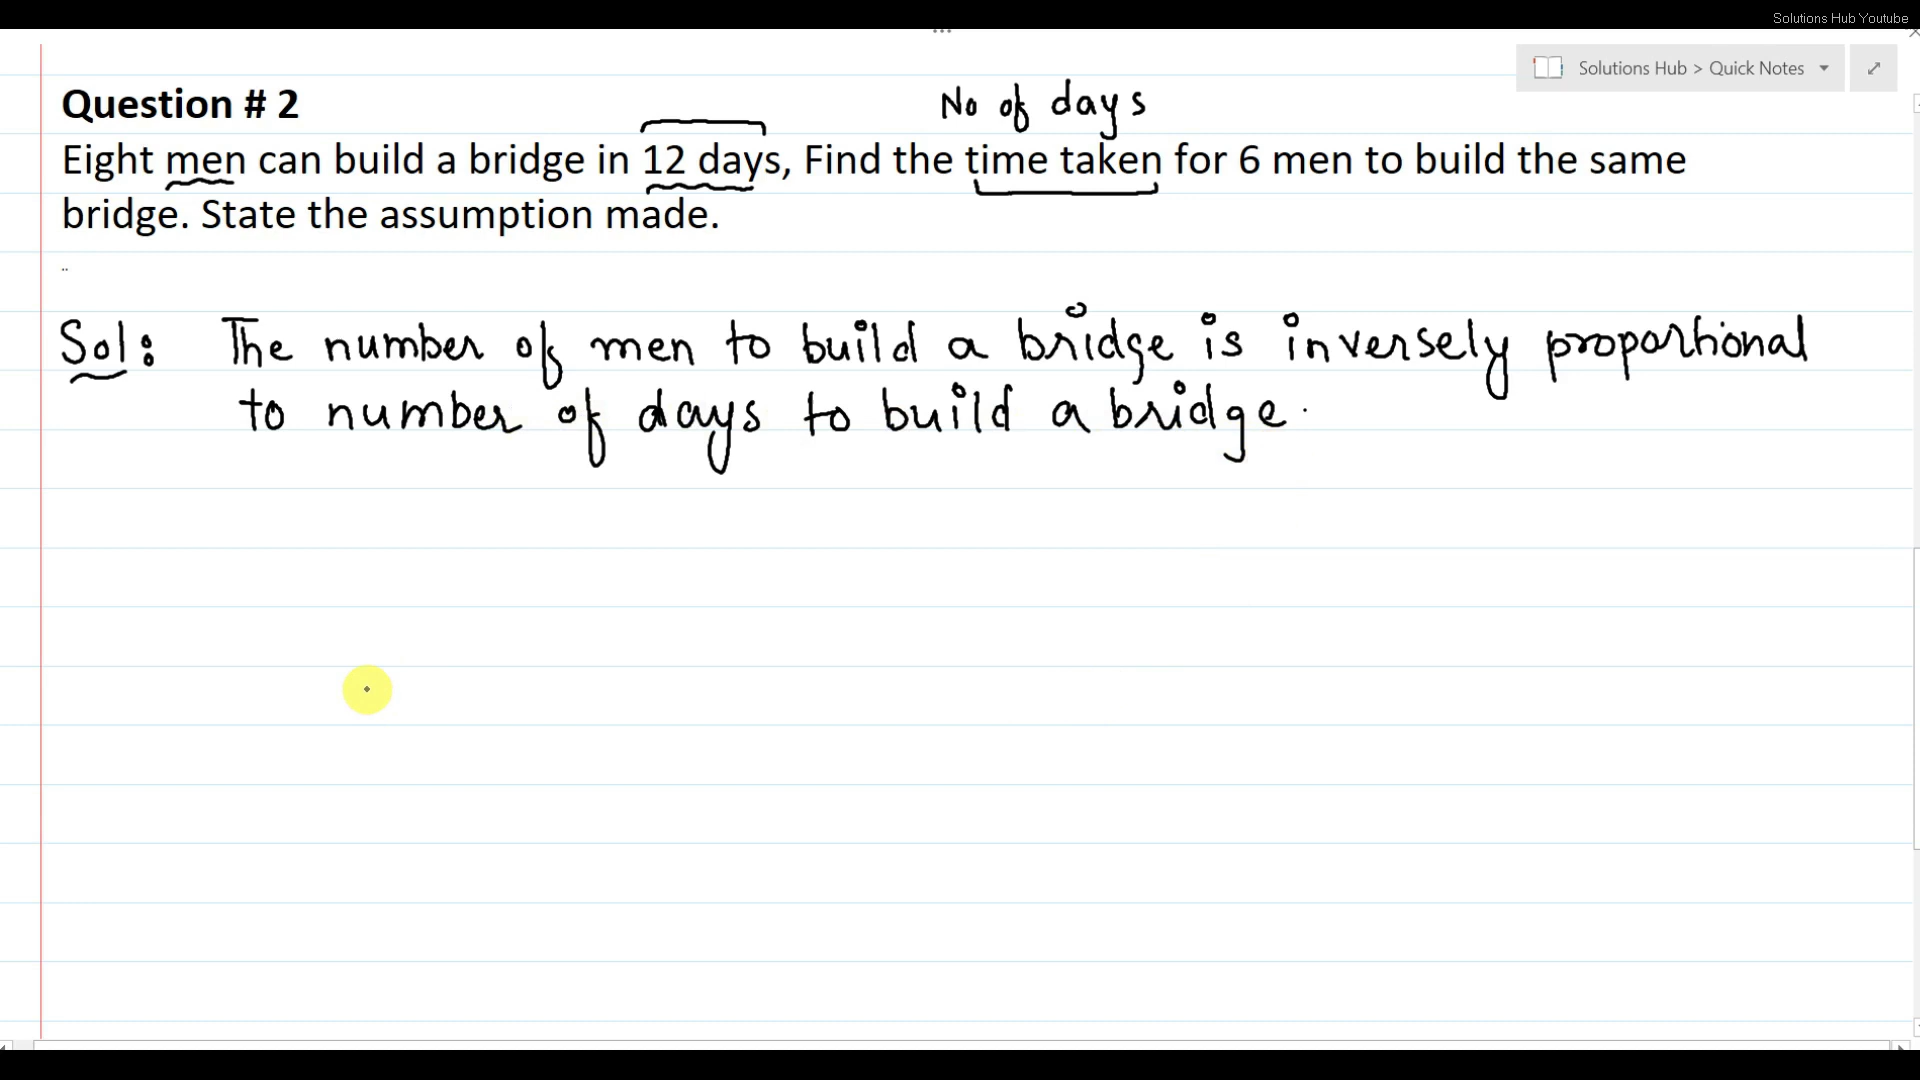 Solutions Hub Youtube
Solutions Hub > Quick Notes
Question # 2
No of days
Eight men can build a bridge in 12 days, Find the time taken for 6 men to build the same
bridge. State the assumption made.
Sol: The number of men to build a bridge is inversely proportional
to number of days to build a bridge.